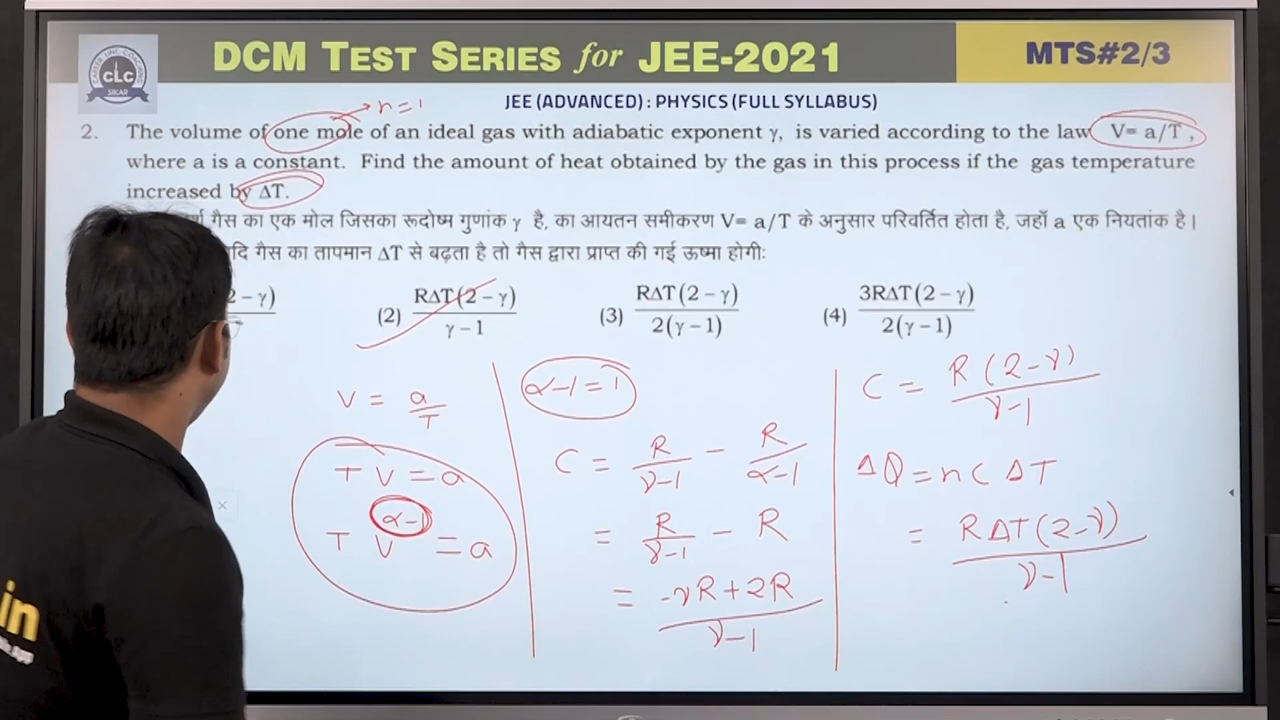 DCM TEST SERIES for JEE-2021
MTS#2/3
CLC
SIKAR
JEE (ADVANCED) : PHYSICS (FULL SYLLABUS)
n = 1
2. The volume of one mole of an ideal gas with adiabatic exponent γ, is varied according to the law V= a/T ,
where a is a constant. Find the amount of heat obtained by the gas in this process if the gas temperature
increased by ΔT.
गैस का एक मोल जिसका रूदोष्म गुणांक γ है, का आयतन समीकरण V= a/T के अनुसार परिवर्तित होता है, जहाँ a एक नियतांक है।
दि गैस का तापमान ΔT से बढ़ता है तो गैस द्वारा प्राप्त की गई ऊष्मा होगीः
2 – γ)
(2) RΔT(2 – γ) / γ – 1
(3) RΔT(2 – γ) / 2(γ – 1)
(4) 3RΔT(2 – γ) / 2(γ – 1)
V = a/T
T V = a
T V^(α-1) = a
α-1 = 1
C = R/(γ-1) - R/(α-1)
= R/(γ-1) - R
= (-γR+2R)/(γ-1)
C = R(2-γ)/(γ-1)
ΔQ = n C ΔT
= RΔT(2-γ)/(γ-1)
in